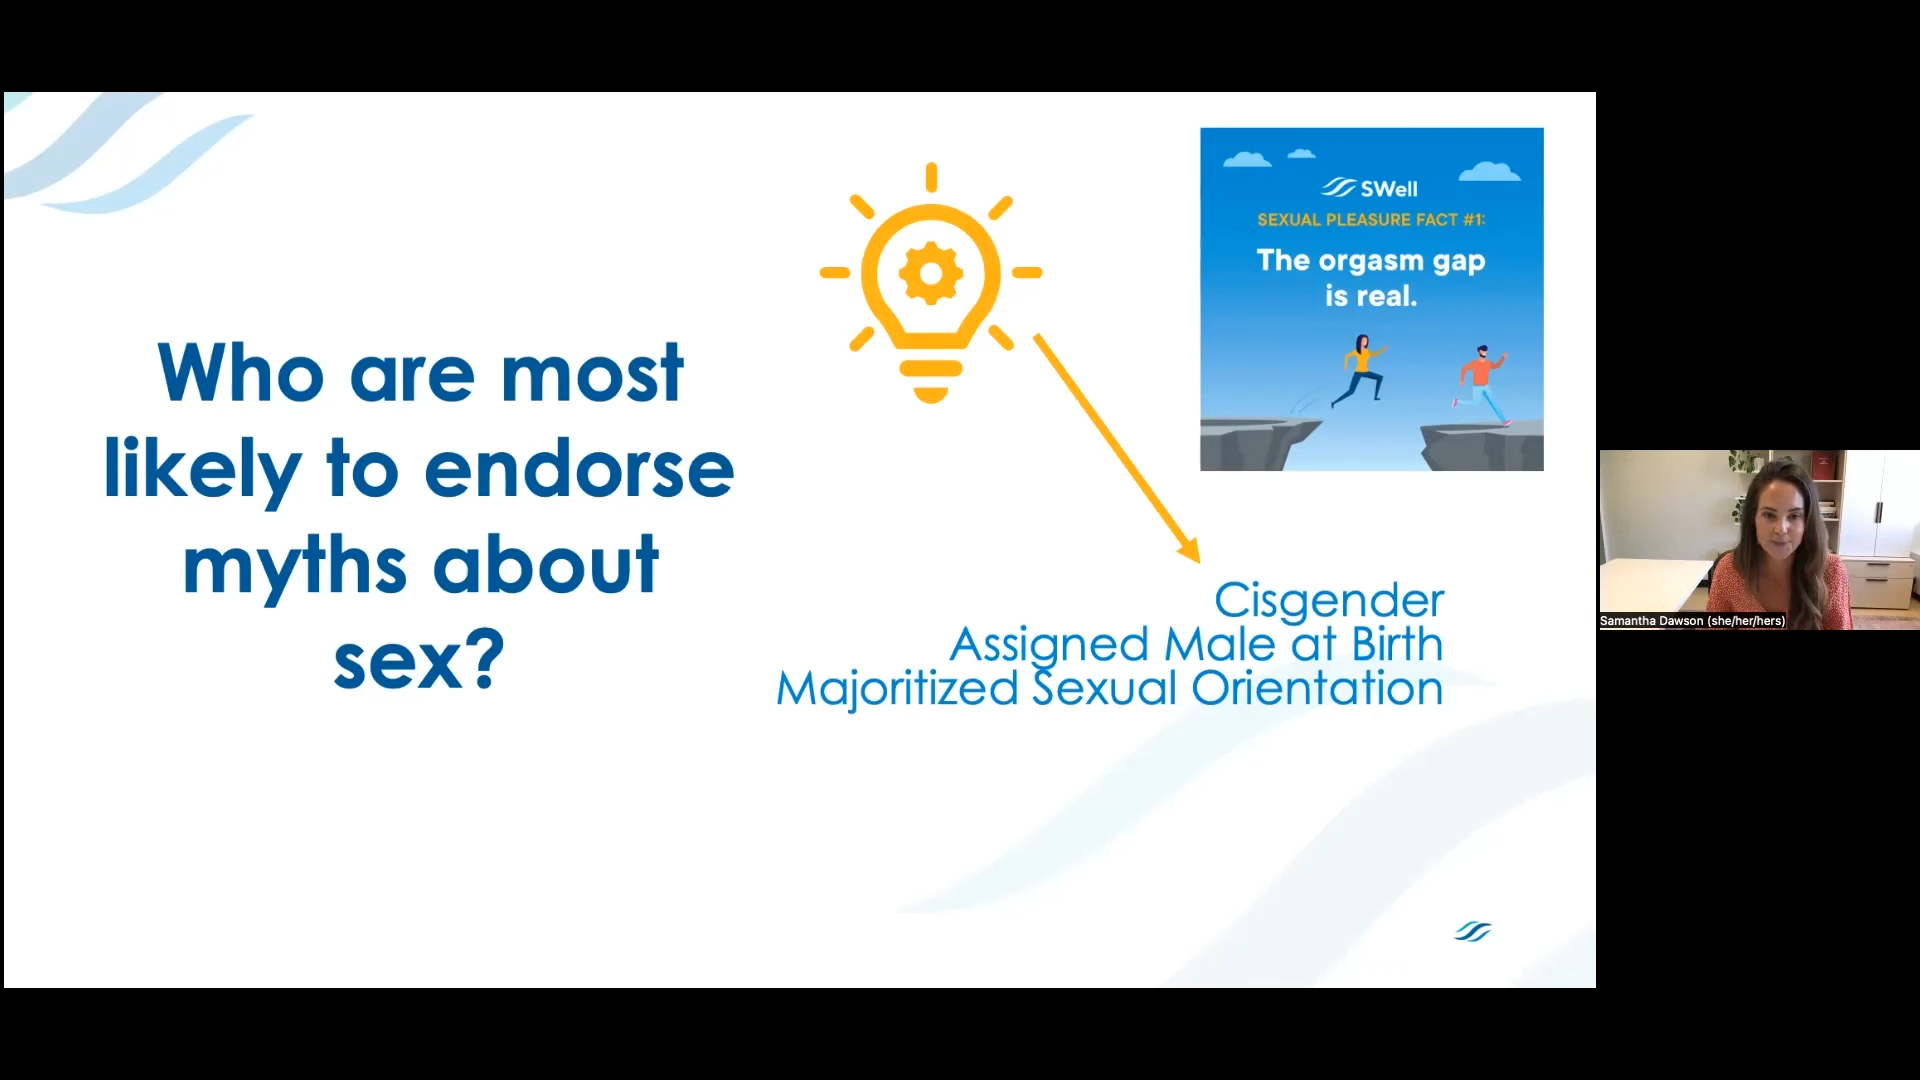 Who are most
likely to endorse
myths about
sex?
SWell
SEXUAL PLEASURE FACT #1:
The orgasm gap
is real.
Cisgender
Assigned Male at Birth
Majoritized Sexual Orientation
Samantha Dawson (she/her/hers)